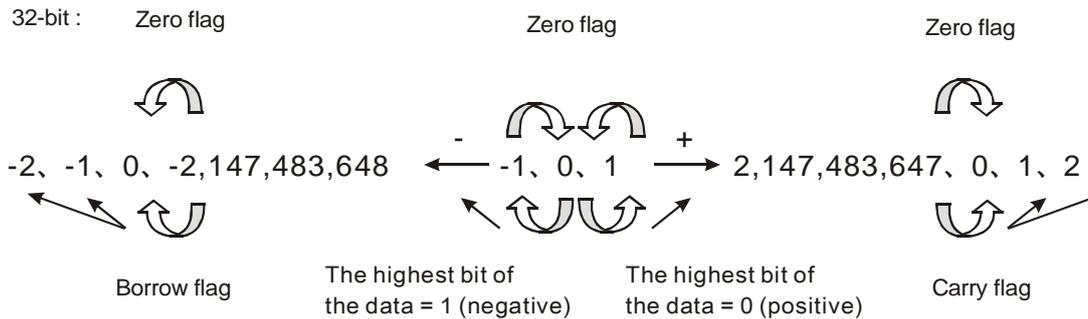 32-bit :
Zero flag
Zero flag
Zero flag
-2、-1、0、-2,147,483,648
-
-1、0、1
+
2,147,483,647、0、1、2
Borrow flag
The highest bit of
the data = 1 (negative)
The highest bit of
the data = 0 (positive)
Carry flag